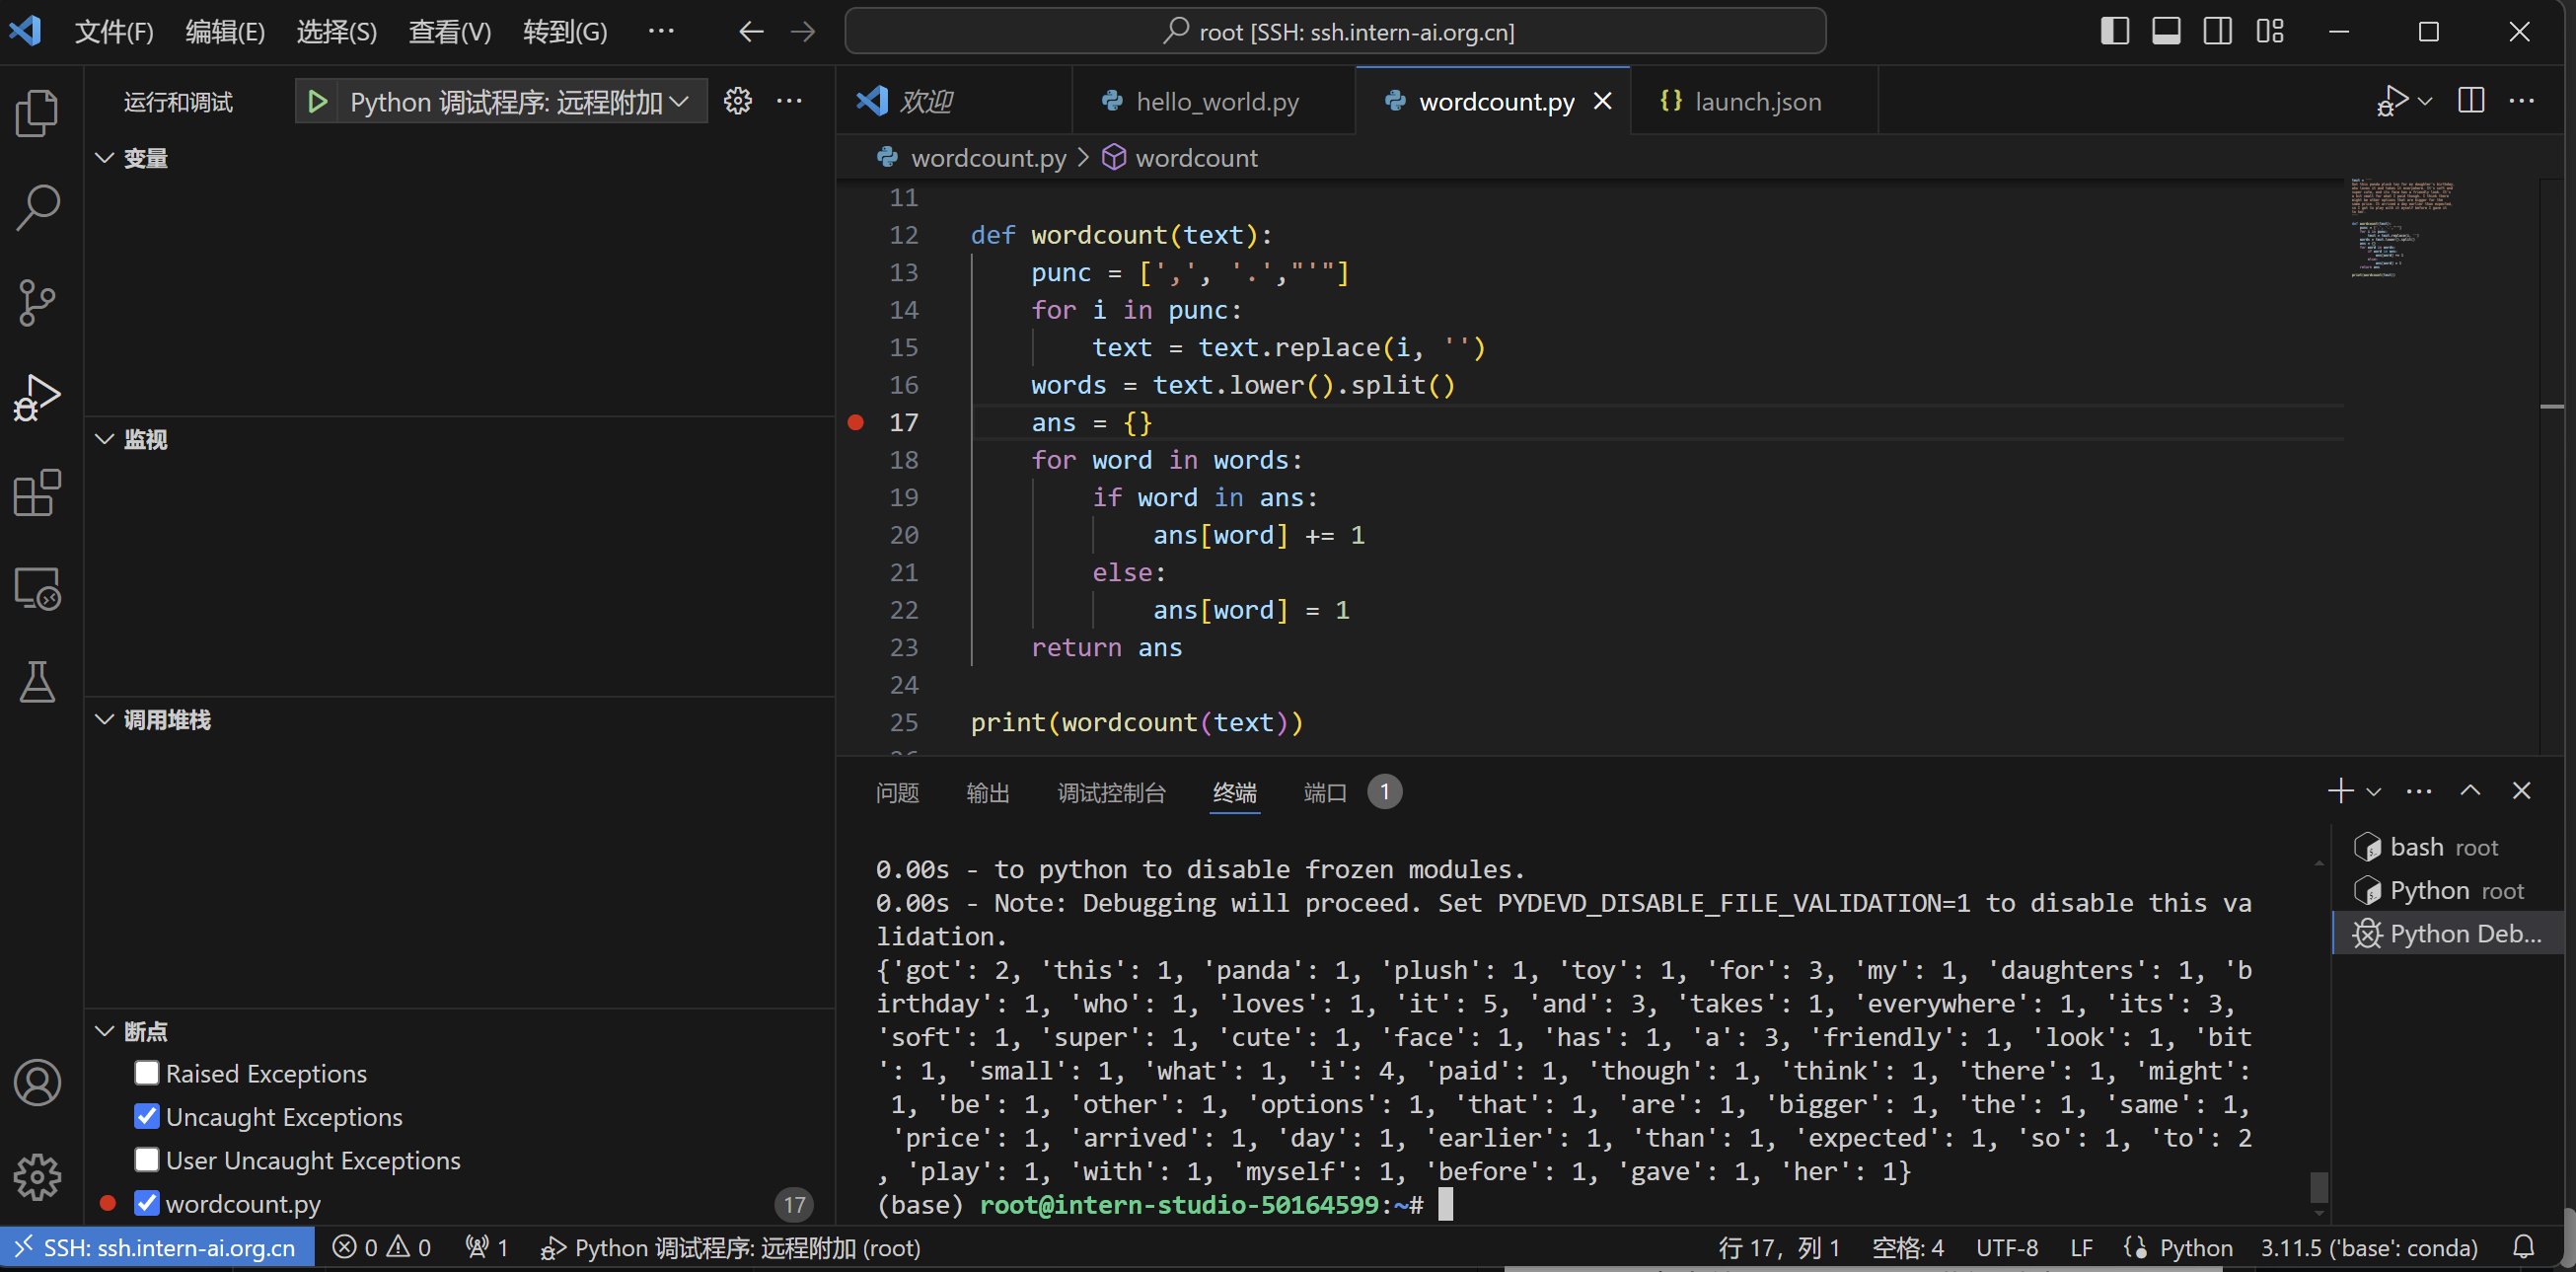 文件(F) 编辑(E) 选择(S) 查看(V) 转到(G) ··· root [SSH: ssh.intern-ai.org.cn]
运行和调试 Python 调试程序: 远程附加
变量
监视
调用堆栈
断点
Raised Exceptions
Uncaught Exceptions
User Uncaught Exceptions
wordcount.py 17
欢迎 hello_world.py wordcount.py launch.json
wordcount.py > wordcount
11
12 def wordcount(text):
13 punc = [',', '.',"'"]
14 for i in punc:
15 text = text.replace(i, '')
16 words = text.lower().split()
17 ans = {}
18 for word in words:
19 if word in ans:
20 ans[word] += 1
21 else:
22 ans[word] = 1
23 return ans
24
25 print(wordcount(text))
问题 输出 调试控制台 终端 端口 1
0.00s - to python to disable frozen modules.
0.00s - Note: Debugging will proceed. Set PYDEVD_DISABLE_FILE_VALIDATION=1 to disable this va
lidation.
{'got': 2, 'this': 1, 'panda': 1, 'plush': 1, 'toy': 1, 'for': 3, 'my': 1, 'daughters': 1, 'b
irthday': 1, 'who': 1, 'loves': 1, 'it': 5, 'and': 3, 'takes': 1, 'everywhere': 1, 'its': 3,
'soft': 1, 'super': 1, 'cute': 1, 'face': 1, 'has': 1, 'a': 3, 'friendly': 1, 'look': 1, 'bit
': 1, 'small': 1, 'what': 1, 'i': 4, 'paid': 1, 'though': 1, 'think': 1, 'there': 1, 'might':
1, 'be': 1, 'other': 1, 'options': 1, 'that': 1, 'are': 1, 'bigger': 1, 'the': 1, 'same': 1,
'price': 1, 'arrived': 1, 'day': 1, 'earlier': 1, 'than': 1, 'expected': 1, 'so': 1, 'to': 2
, 'play': 1, 'with': 1, 'myself': 1, 'before': 1, 'gave': 1, 'her': 1}
(base) root@intern-studio-50164599:~#
bash root
Python root
Python Deb...
SSH: ssh.intern-ai.org.cn 0 0 1 Python 调试程序: 远程附加 (root) 行 17，列 1 空格: 4 UTF-8 LF Python 3.11.5 ('base': conda)